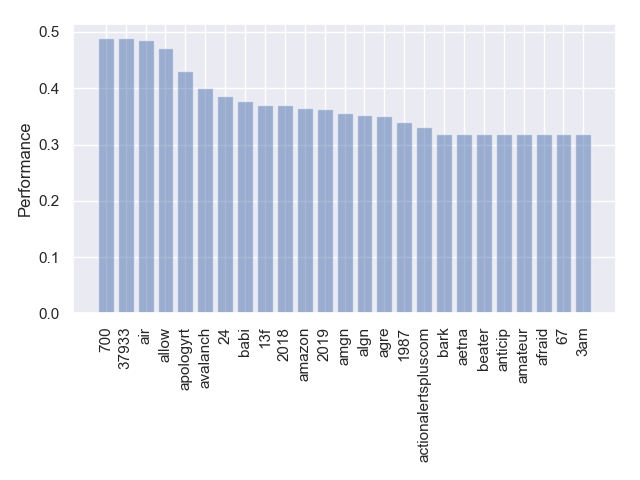 0.5
0.4
0.3
0.2
0.1
0.0
Performance
700
37933
air
allow
apologyrt
avalanch
24
babi
13f
2018
amazon
2019
amgn
algn
agre
1987
actionalertspluscom
bark
aetna
beater
anticip
amateur
afraid
67
3am